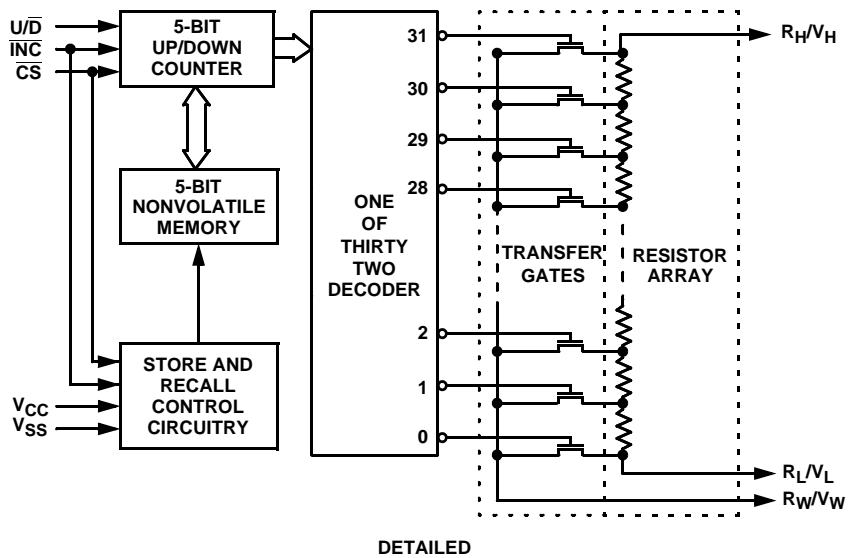 U/D̅
I̅N̅C̅
C̅S̅
5-BIT
UP/DOWN
COUNTER
5-BIT
NONVOLATILE
MEMORY
STORE AND
RECALL
CONTROL
CIRCUITRY
VCC
VSS
ONE
OF
THIRTY
TWO
DECODER
31
30
29
28
2
1
0
TRANSFER
GATES
RESISTOR
ARRAY
RH/VH
RL/VL
RW/VW
DETAILED